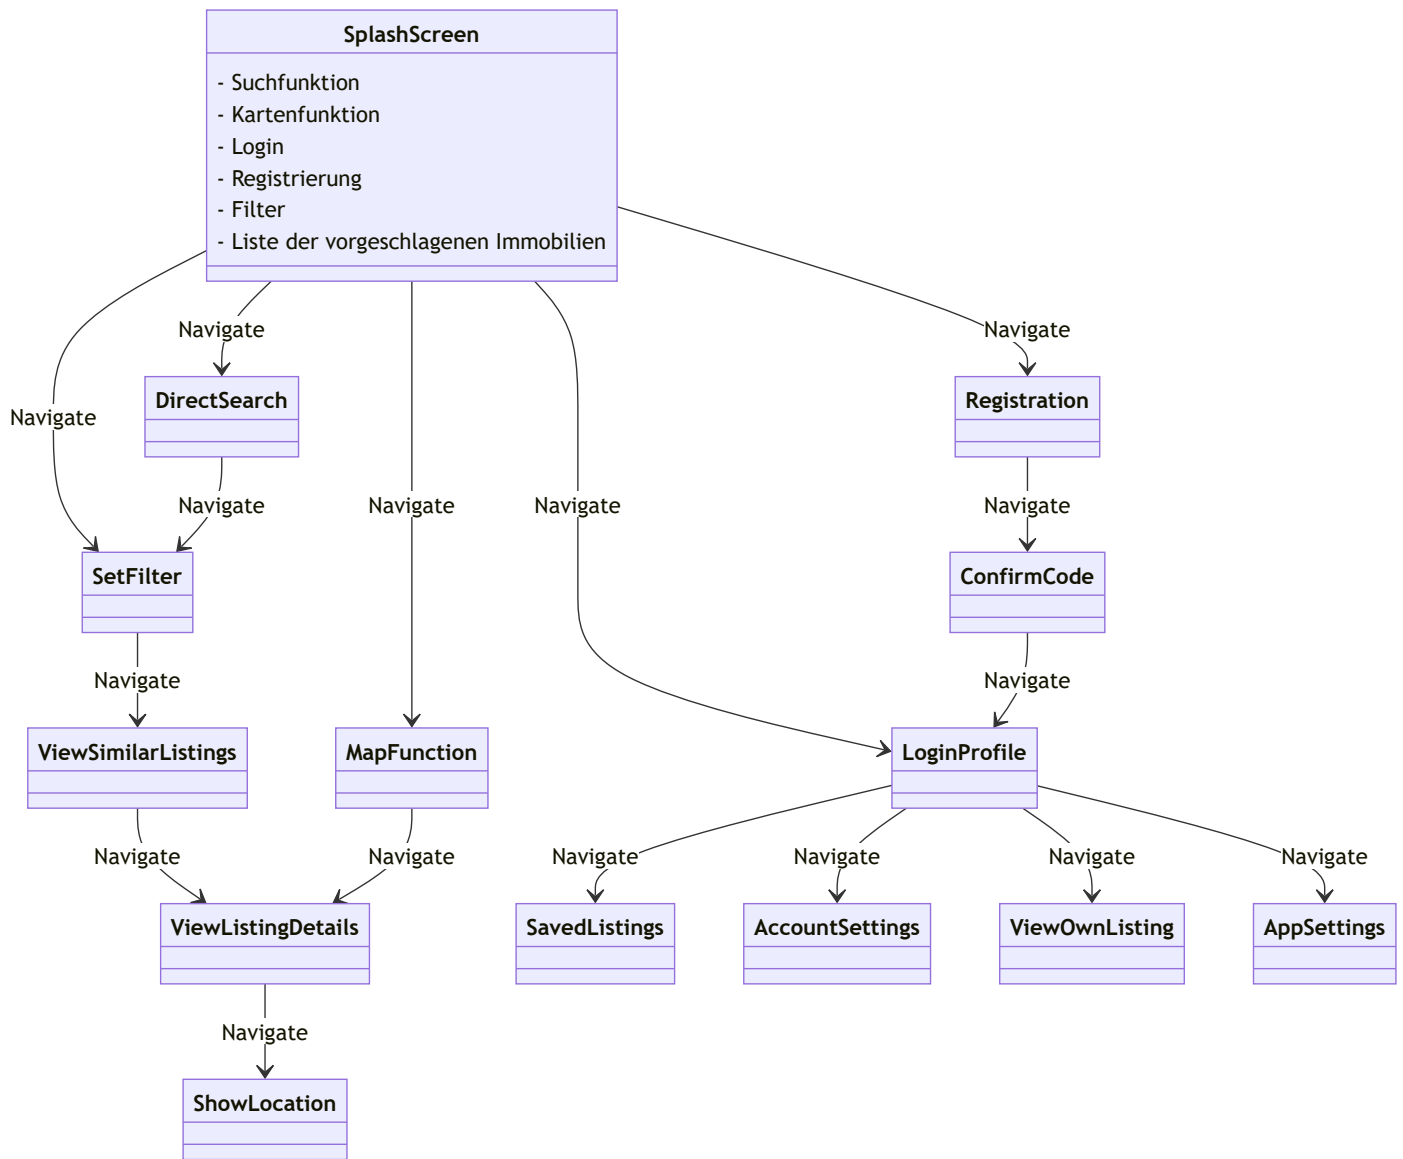 SplashScreen
- Suchfunktion
- Kartenfunktion
- Login
- Registrierung
- Filter
- Liste der vorgeschlagenen Immobilien
Navigate
Navigate
DirectSearch
Registration
Navigate
Navigate
Navigate
Navigate
Navigate
SetFilter
ConfirmCode
Navigate
Navigate
ViewSimilarListings
MapFunction
LoginProfile
Navigate
Navigate
Navigate
Navigate
Navigate
Navigate
ViewListingDetails
SavedListings
AccountSettings
ViewOwnListing
AppSettings
Navigate
ShowLocation